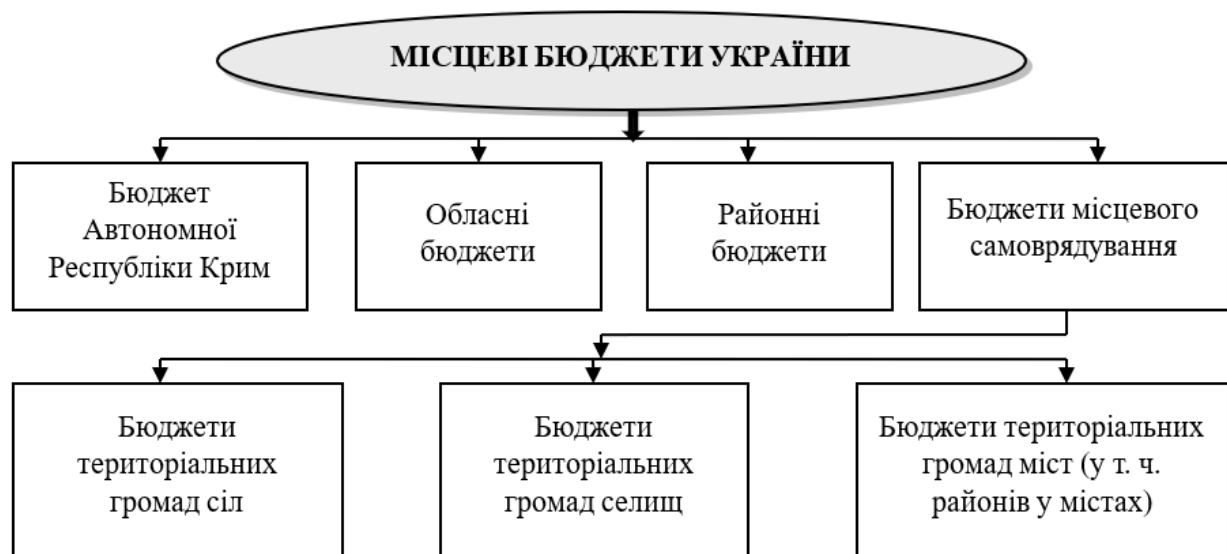 МІСЦЕВІ БЮДЖЕТИ УКРАЇНИ
Бюджет
Автономної
Республіки Крим
Обласні
бюджети
Районні
бюджети
Бюджети місцевого
самоврядування
Бюджети
територіальних
громад сіл
Бюджети
територіальних
громад селищ
Бюджети територіальних
громад міст (у т. ч.
районів у містах)